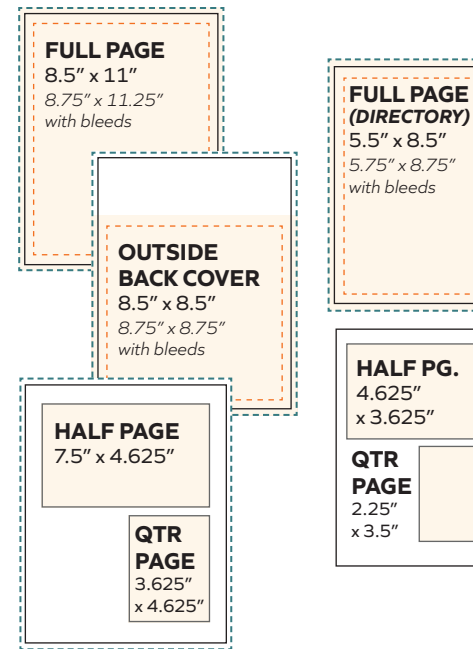 FULL PAGE
8.5” x 11”
8.75” x 11.25”
with bleeds
OUTSIDE
BACK COVER
8.5” x 8.5”
8.75” x 8.75”
with bleeds
HALF PAGE
7.5” x 4.625”
QTR
PAGE
3.625”
x 4.625”
FULL PAGE
(DIRECTORY)
5.5” x 8.5”
5.75” x 8.75”
with bleeds
HALF PG.
4.625”
x 3.625”
QTR
PAGE
2.25”
x 3.5”